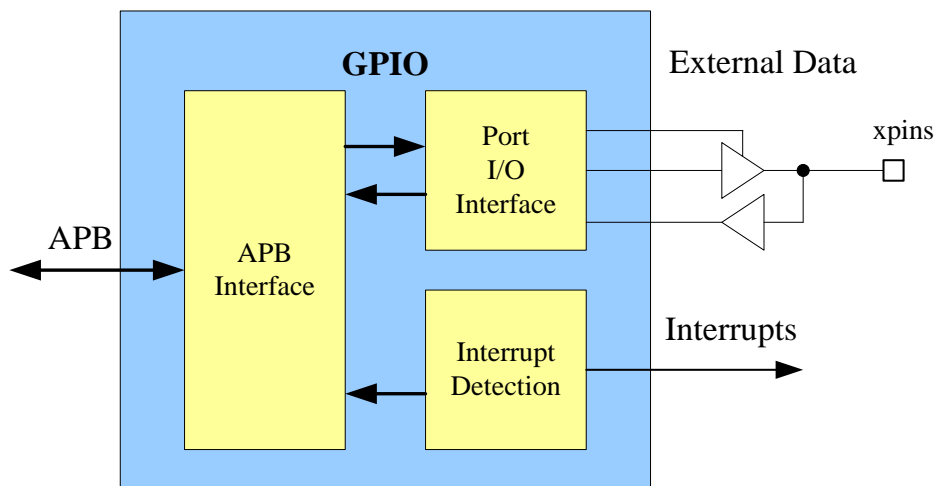 GPIO
External Data
Port
I/O
Interface
xpins
APB
APB
Interface
Interrupt
Detection
Interrupts